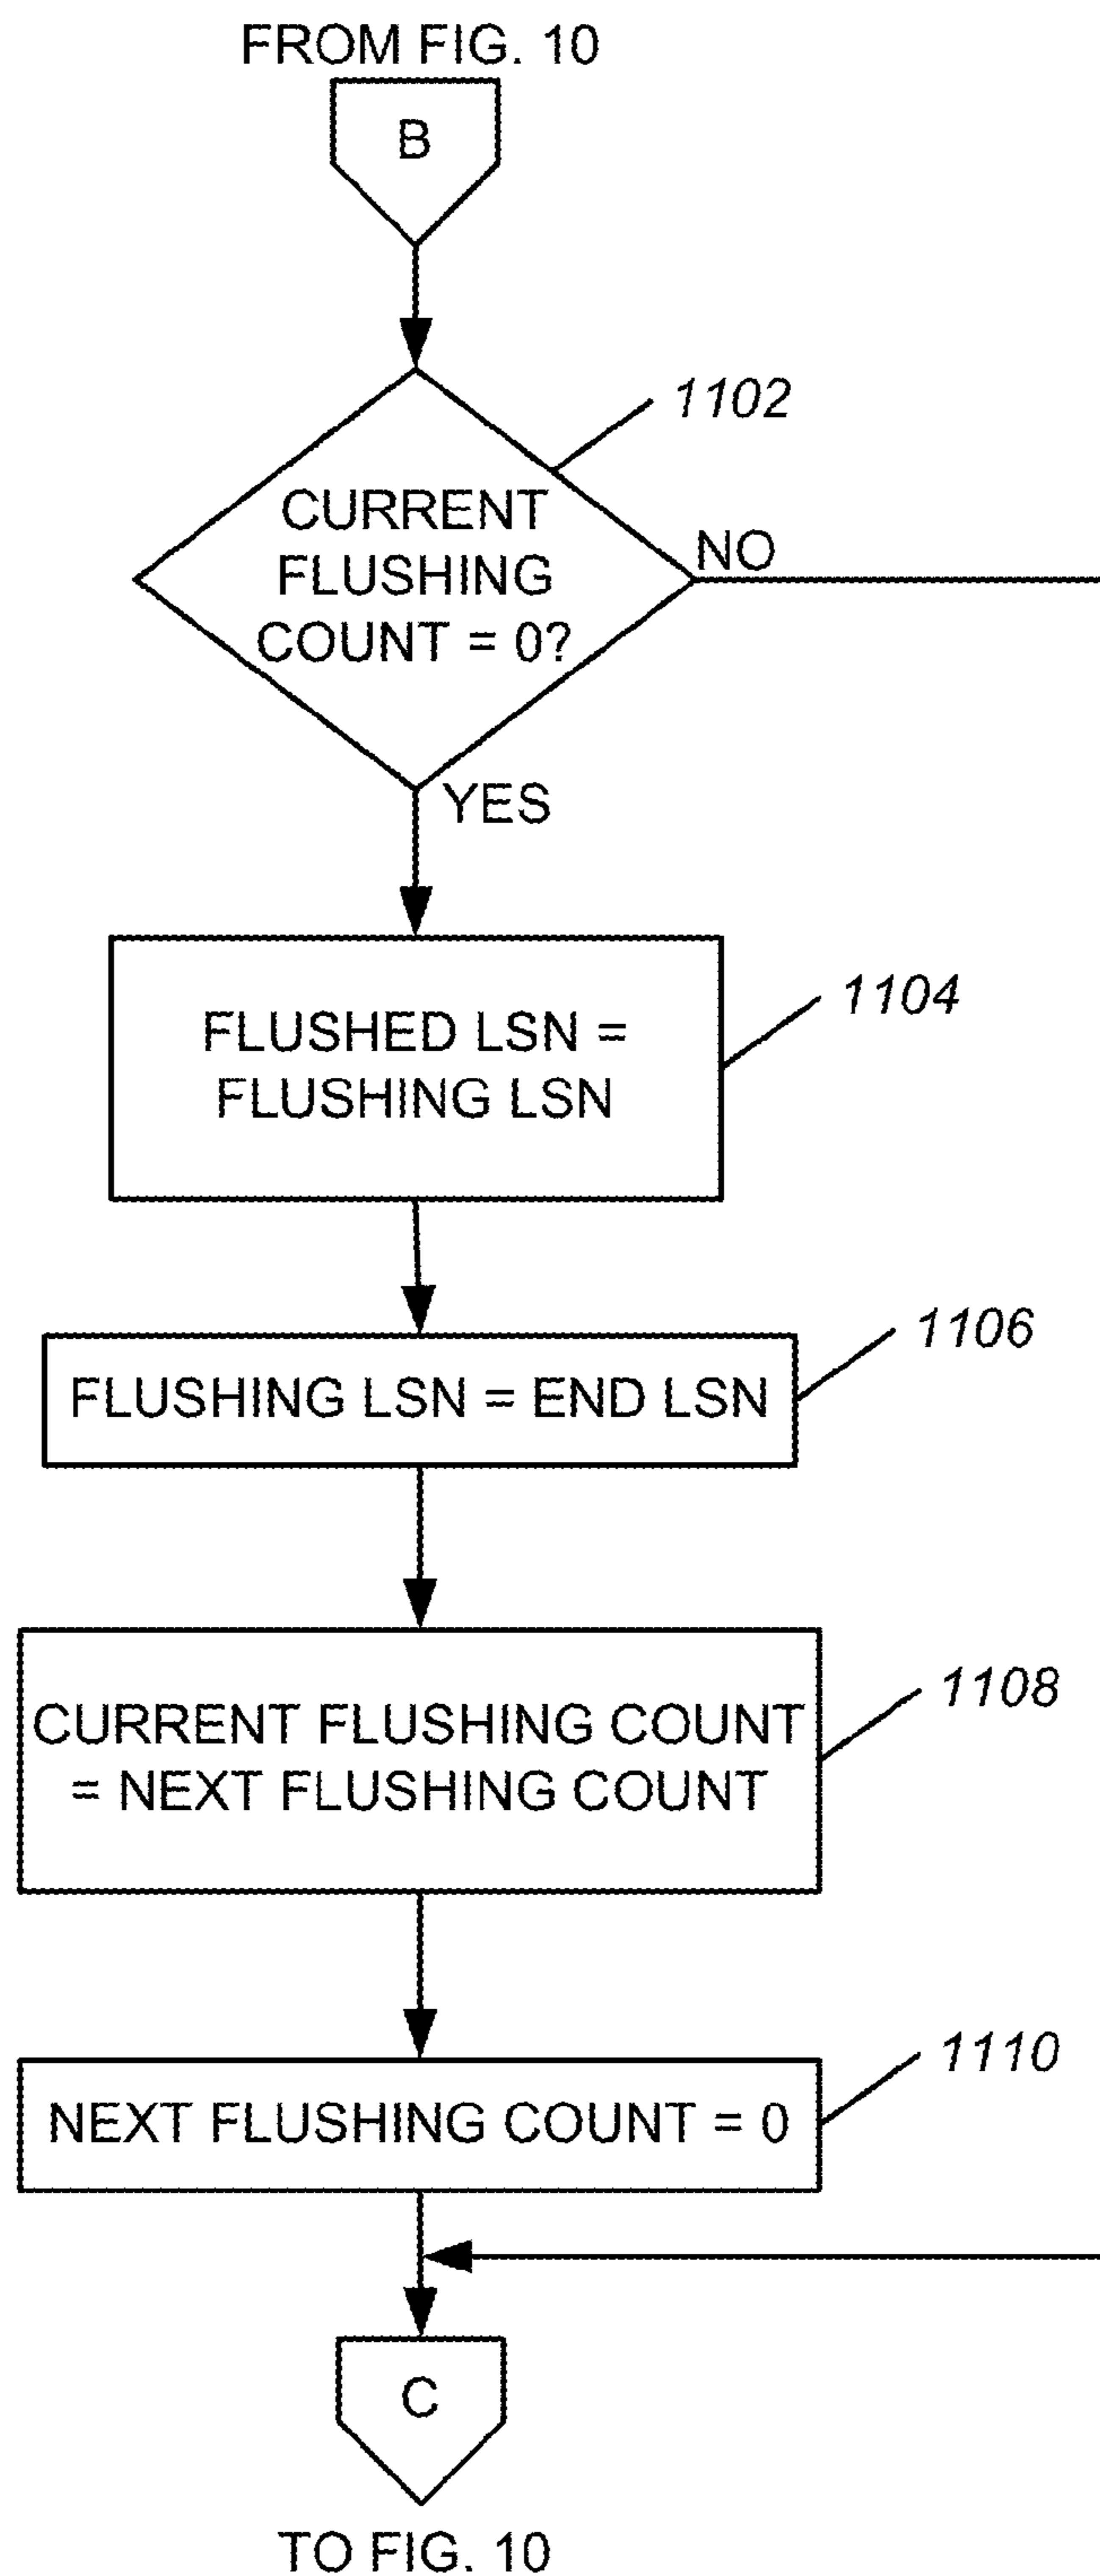 FROM FIG. 10
B
1102
CURRENT
FLUSHING
COUNT = 0?
NO
YES
1104
FLUSHED LSN =
FLUSHING LSN
1106
FLUSHING LSN = END LSN
1108
CURRENT FLUSHING COUNT
= NEXT FLUSHING COUNT
1110
NEXT FLUSHING COUNT = 0
C
TO FIG. 10